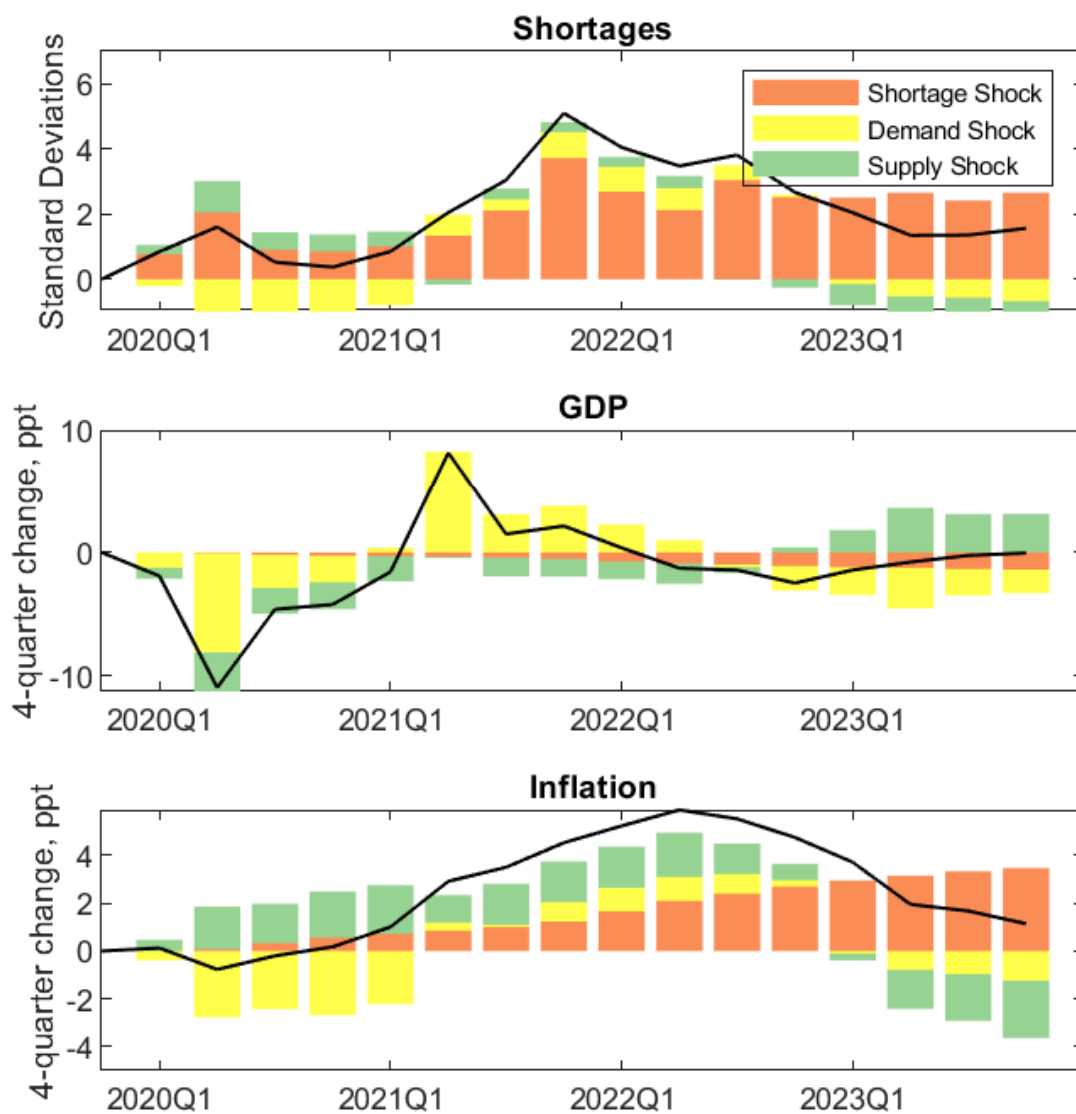 Shortages
Standard Deviations
6
4
2
0
Shortage Shock
Demand Shock
Supply Shock
2020Q1
2021Q1
2022Q1
2023Q1
GDP
4-quarter change, ppt
10
0
-10
2020Q1
2021Q1
2022Q1
2023Q1
Inflation
4-quarter change, ppt
4
2
0
-2
-4
2020Q1
2021Q1
2022Q1
2023Q1